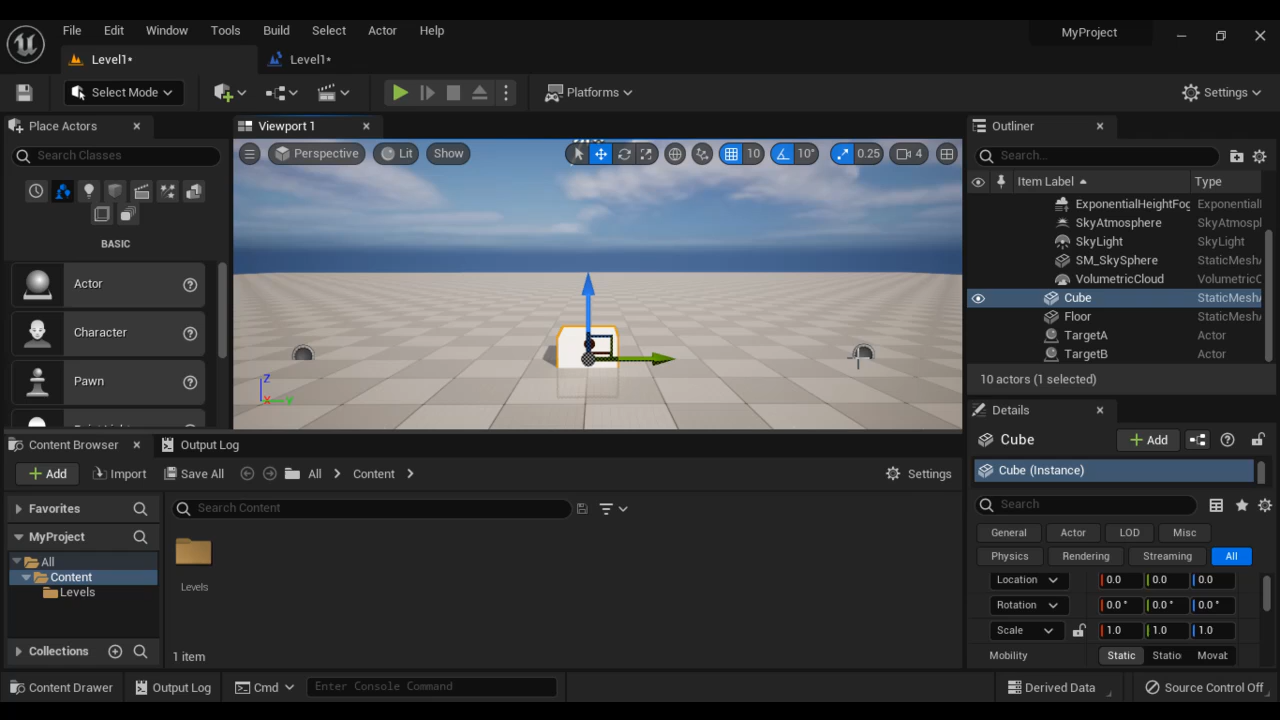 File Edit Window Tools Build Select Actor Help MyProject
Level1* Level1*
Select Mode Platforms Settings
Place Actors Viewport 1 Outliner
Search Classes Perspective Lit Show 10 10° 0.25 4 Search...
Item Label Type
BASIC
ExponentialHeightFog Exponential
SkyAtmosphere SkyAtmosp
SkyLight SkyLight
SM_SkySphere StaticMesh
VolumetricCloud VolumetricC
Actor
Cube StaticMesh
Floor StaticMesh
Character
TargetA Actor
TargetB Actor
Pawn
10 actors (1 selected)
Z
X Y
Details
Content Browser Output Log
Cube Add
Add Import Save All All Content Settings
Cube (Instance)
Favorites Search Content Search
MyProject General Actor LOD Misc
All Physics Rendering Streaming All
Content Location 0.0 0.0 0.0
Levels Levels
Rotation 0.0° 0.0° 0.0°
Scale 1.0 1.0 1.0
Collections 1 item Mobility Static Statio Movat
Content Drawer Output Log Cmd Enter Console Command Derived Data Source Control Off